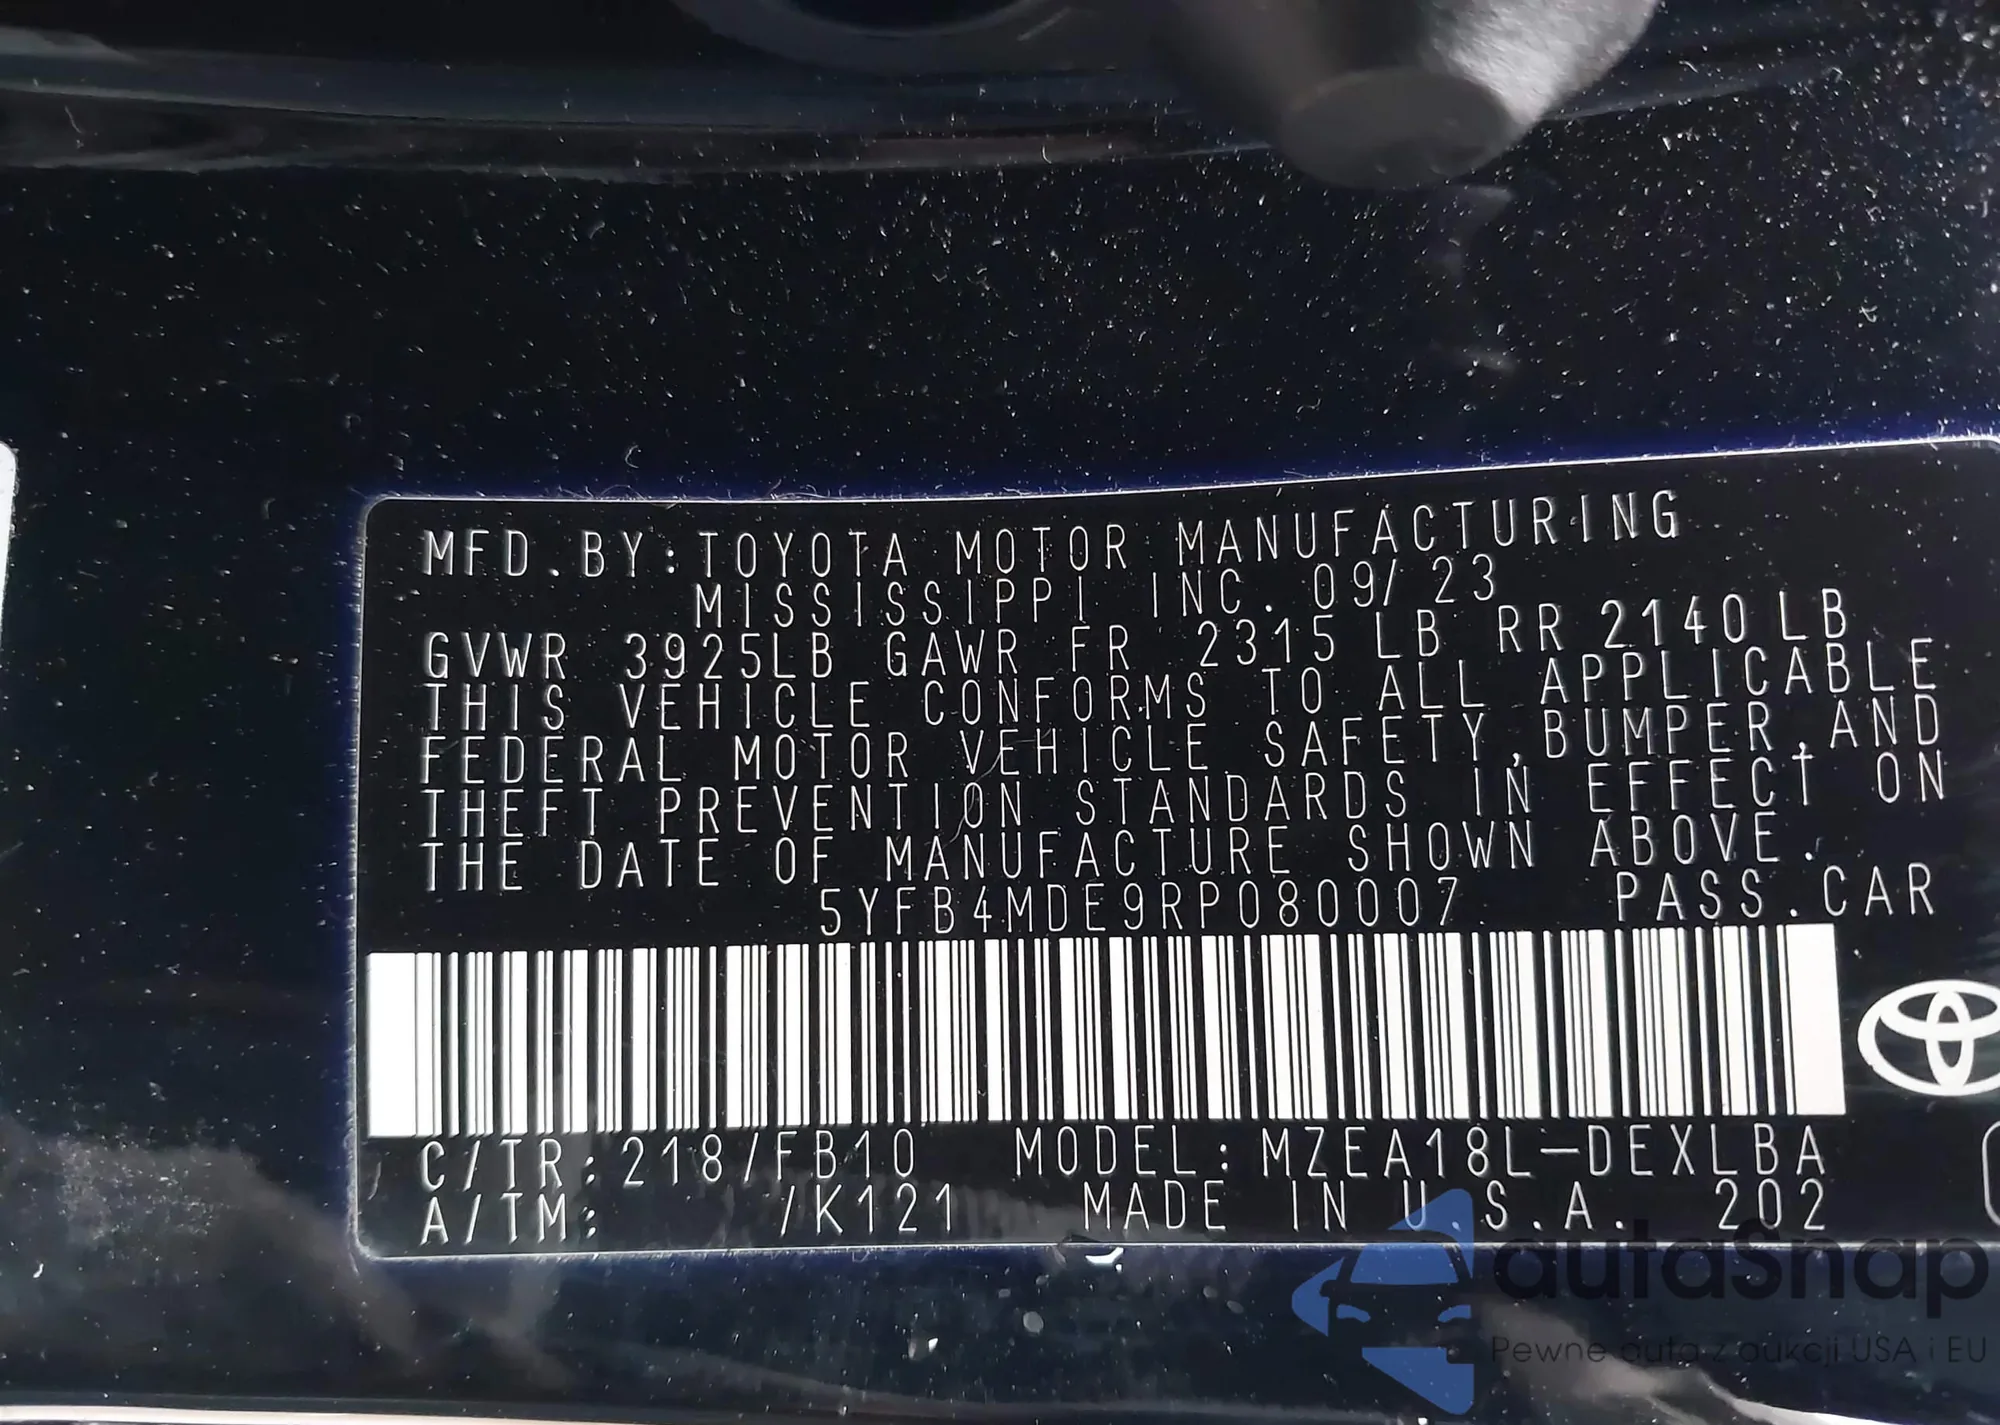 MFD.BY:TOYOTA MOTOR MANUFACTURING
MISSISSIPPI INC. 09/23
GVWR 3925LB GAWR FR 2315 LB RR 2140LB
THIS VEHICLE CONFORMS TO ALL APPLICABLE
FEDERAL MOTOR VEHICLE SAFETY,BUMPER,AND
THEFT PREVENTION STANDARDS IN EFFECT ON
THE DATE OF MANUFACTURE SHOWN ABOVE.
5YFB4MDE9RP080007 PASS.CAR
C/TR:218/FB10 MODEL:MZEA18L-DEXLBA
A/TM: /K121 MADE IN U.S.A. 202
autaSnap
Pewne auta z aukcji USA i EU